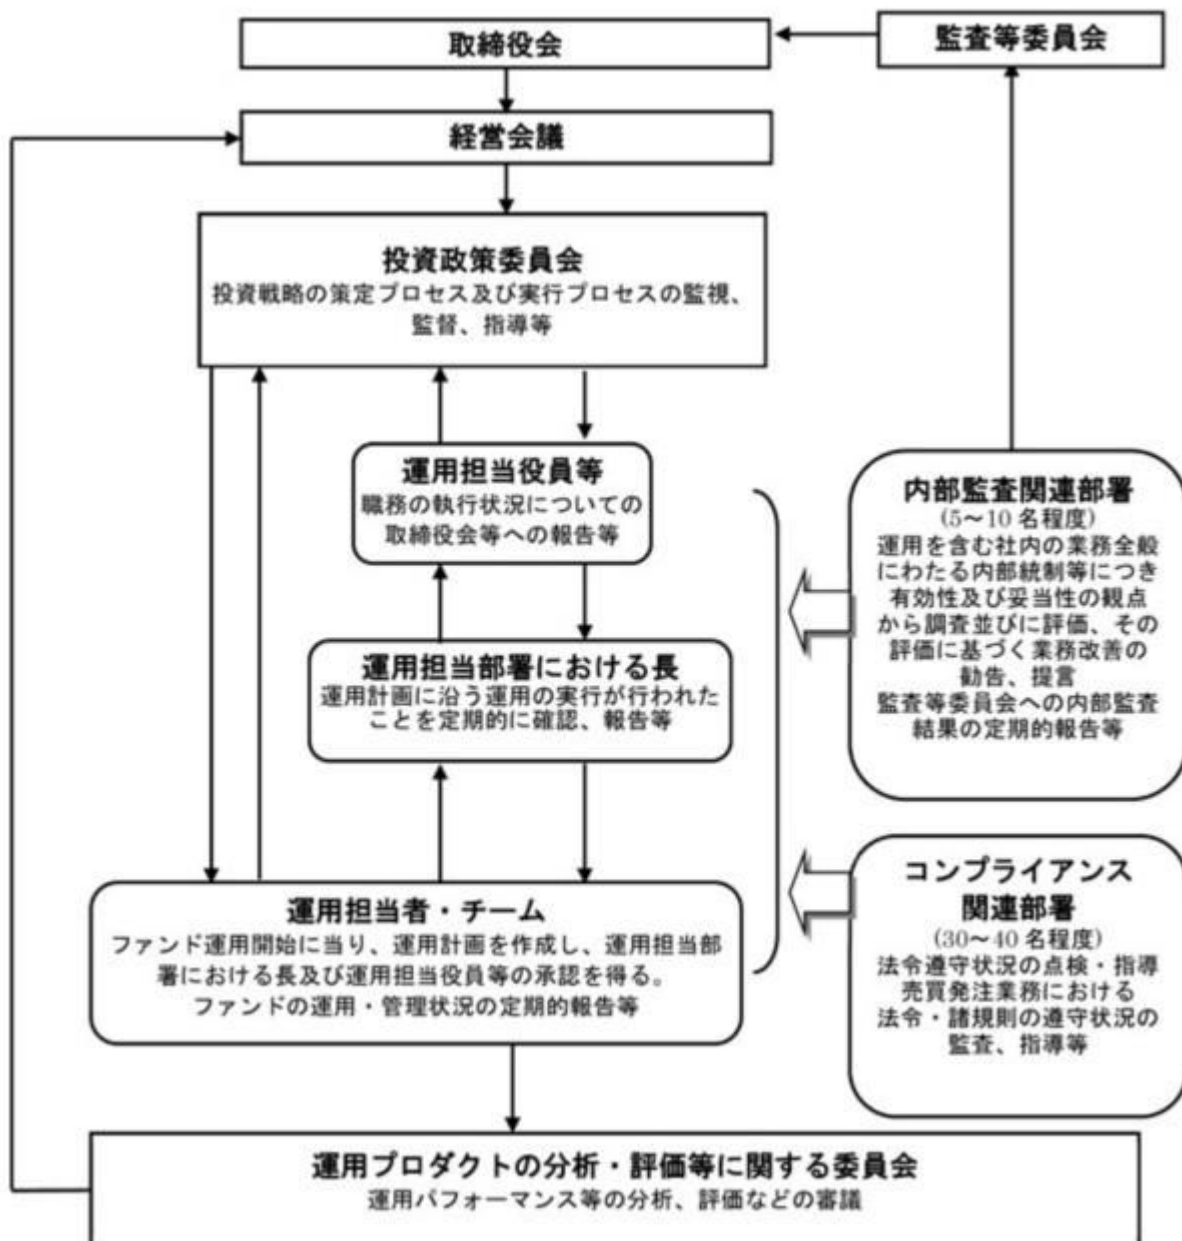 取締役会
監査等委員会
経営会議
投資政策委員会
投資戦略の策定プロセス及び実行プロセスの監視、
監督、指導等
運用担当役員等
職務の執行状況についての
取締役会等への報告等
運用担当部署における長
運用計画に沿う運用の実行が行われた
ことを定期的に確認、報告等
運用担当者・チーム
ファンド運用開始に当り、運用計画を作成し、運用担当部
署における長及び運用担当役員等の承認を得る。
ファンドの運用・管理状況の定期的報告等
内部監査関連部署
(5～10 名程度)
運用を含む社内の業務全般
にわたる内部統制等につき
有効性及び妥当性の観点
から調査並びに評価、その
評価に基づく業務改善の
勧告、提言
監査等委員会への内部監査
結果の定期的報告等
コンプライアンス
関連部署
(30～40 名程度)
法令遵守状況の点検・指導
売買発注業務における
法令・諸規則の遵守状況の
監査、指導等
運用プロダクトの分析・評価等に関する委員会
運用パフォーマンス等の分析、評価などの審議